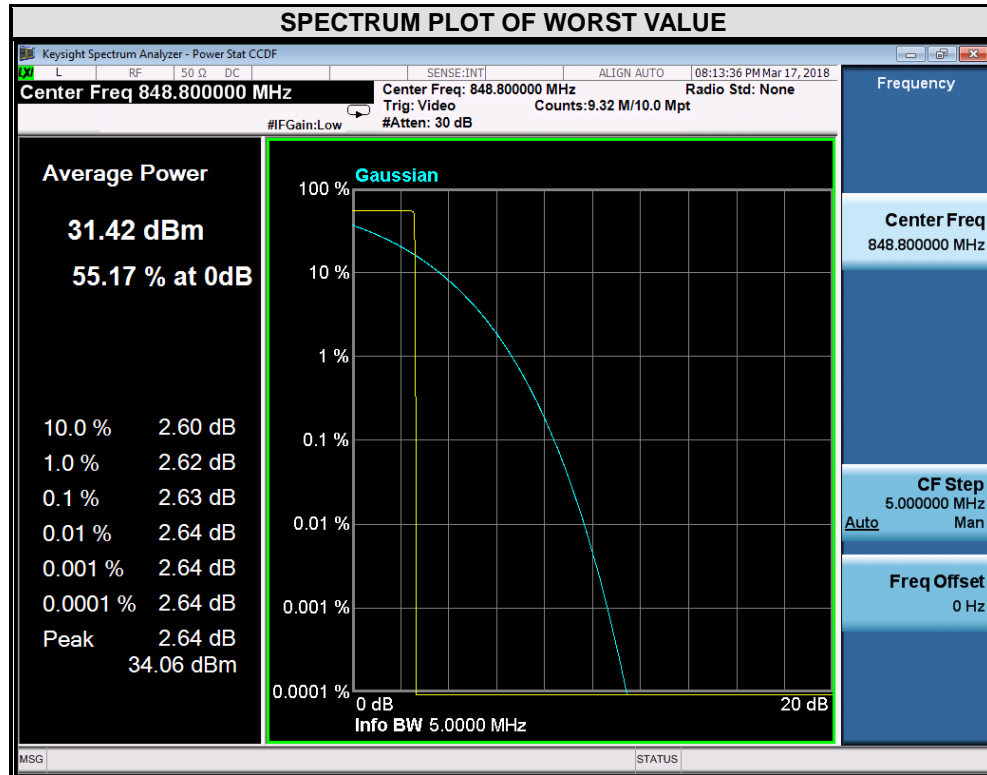 SPECTRUM PLOT OF WORST VALUE
Keysight Spectrum Analyzer - Power Stat CCDF
LXI L RF 50 Ω DC SENSE:INT ALIGN AUTO 08:13:36 PM Mar 17, 2018
Center Freq 848.800000 MHz
Center Freq: 848.800000 MHz
Radio Std: None
Trig: Video
Counts:9.32 M/10.0 Mpt
#IFGain:Low
#Atten: 30 dB
Average Power
31.42 dBm
55.17 % at 0dB
10.0 % 2.60 dB
1.0 % 2.62 dB
0.1 % 2.63 dB
0.01 % 2.64 dB
0.001 % 2.64 dB
0.0001 % 2.64 dB
Peak 2.64 dB
34.06 dBm
Gaussian
100 %
10 %
1 %
0.1 %
0.01 %
0.001 %
0.0001 %
0 dB
20 dB
Info BW 5.0000 MHz
Frequency
Center Freq
848.800000 MHz
CF Step
5.000000 MHz
Auto Man
Freq Offset
0 Hz
MSG
STATUS